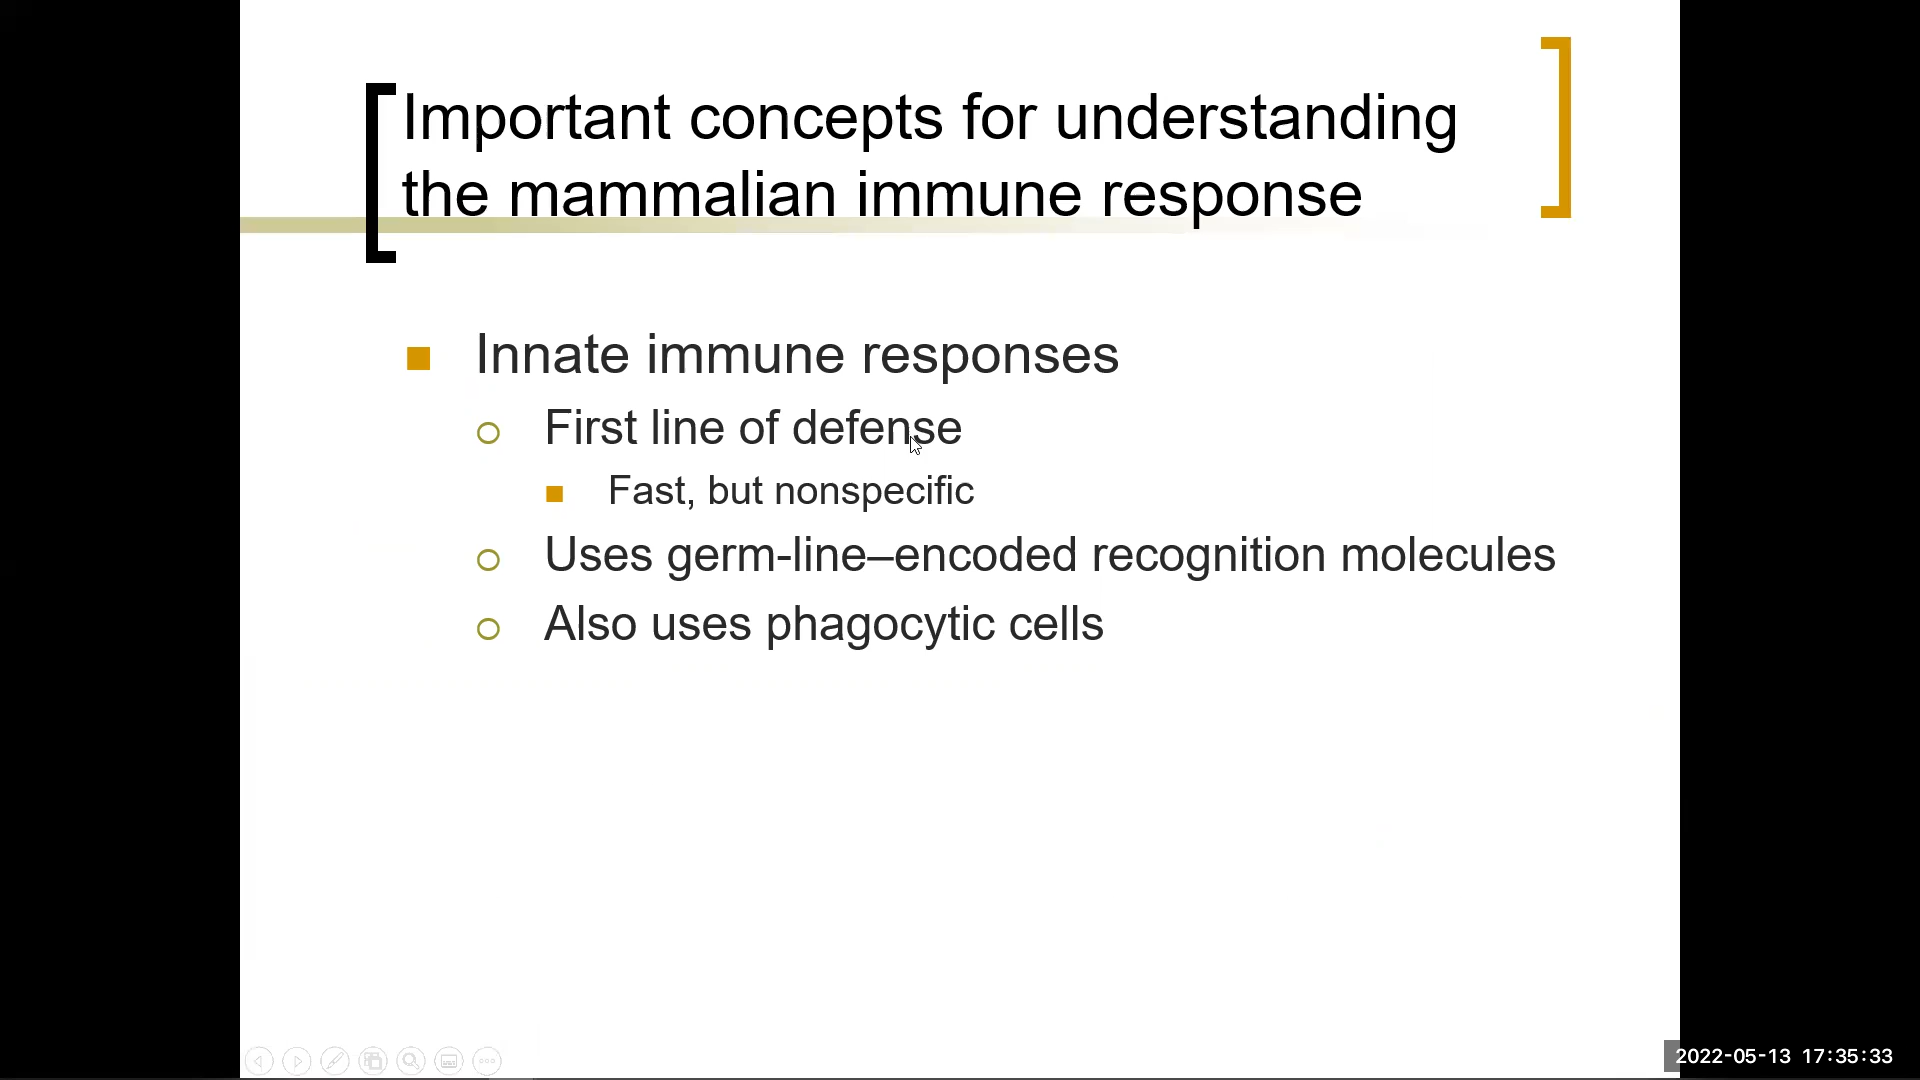 Important concepts for understanding
the mammalian immune response
Innate immune responses
First line of defense
Fast, but nonspecific
Uses germ-line–encoded recognition molecules
Also uses phagocytic cells
2022-05-13 17:35:33